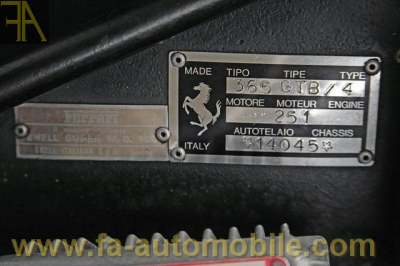 FA
MADE TIPO TIPE TYPE
365 GTB/4
MOTORE MOTEUR ENGINE
251
AUTOTELAIO CHASSIS
ITALY *14045*
www.fa-automobile.com